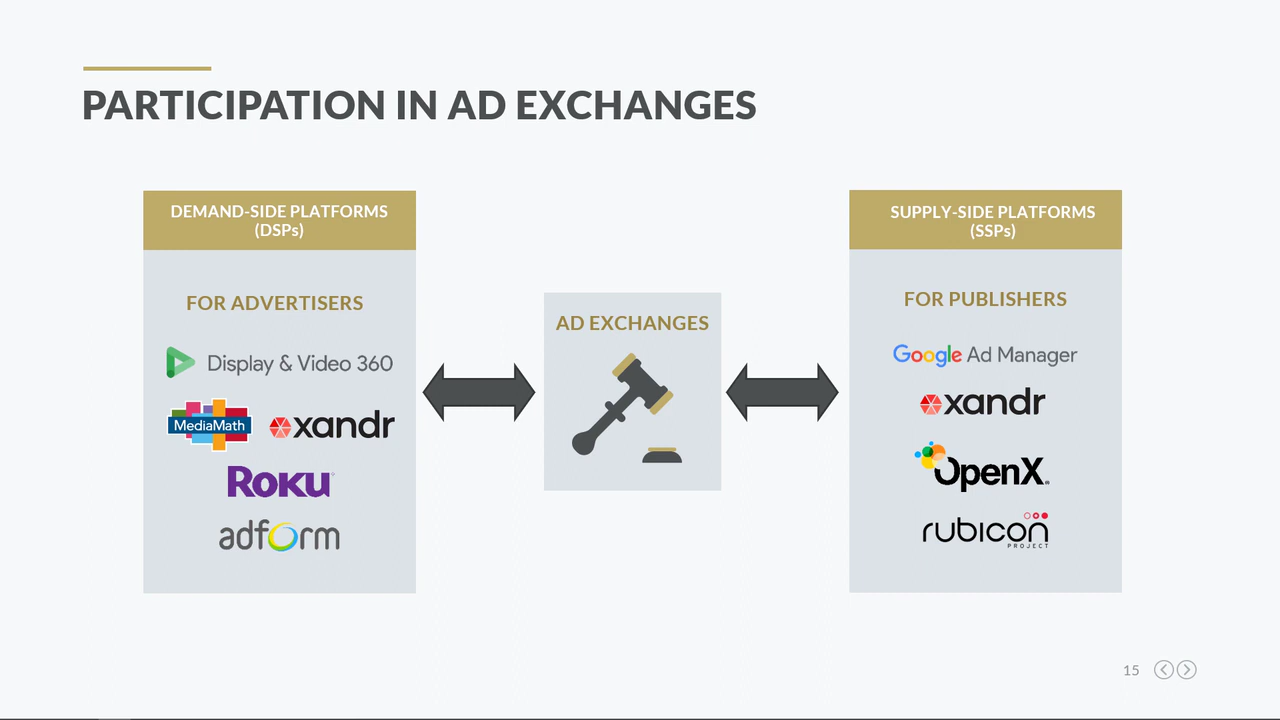 PARTICIPATION IN AD EXCHANGES
DEMAND-SIDE PLATFORMS
(DSPs)
FOR ADVERTISERS
Display & Video 360
MediaMath
xandr
ROKU
adform
AD EXCHANGES
SUPPLY-SIDE PLATFORMS
(SSPs)
FOR PUBLISHERS
Google Ad Manager
xandr
OpenX
rubicon
PROJECT
15